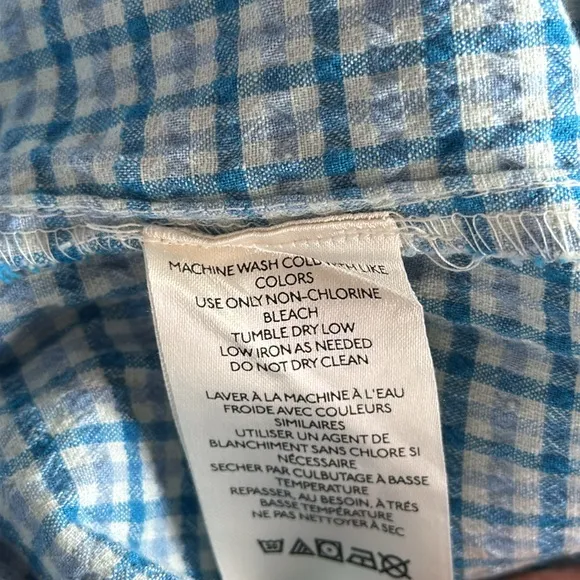 MACHINE WASH COLD WITH LIKE
COLORS
USE ONLY NON-CHLORINE
BLEACH
TUMBLE DRY LOW
LOW IRON AS NEEDED
DO NOT DRY CLEAN
LAVER À LA MACHINE À L'EAU
FROIDE AVEC COULEURS
SIMILAIRES
UTILISER UN AGENT DE
BLANCHIMENT SANS CHLORE SI
NÉCESSAIRE
SECHER PAR CULBUTAGE À BASSE
TEMPERATURE
REPASSER, AU BESOIN, À TRÉS
BASSE TEMPÉRATURE
NE PAS NETTOYER À SEC